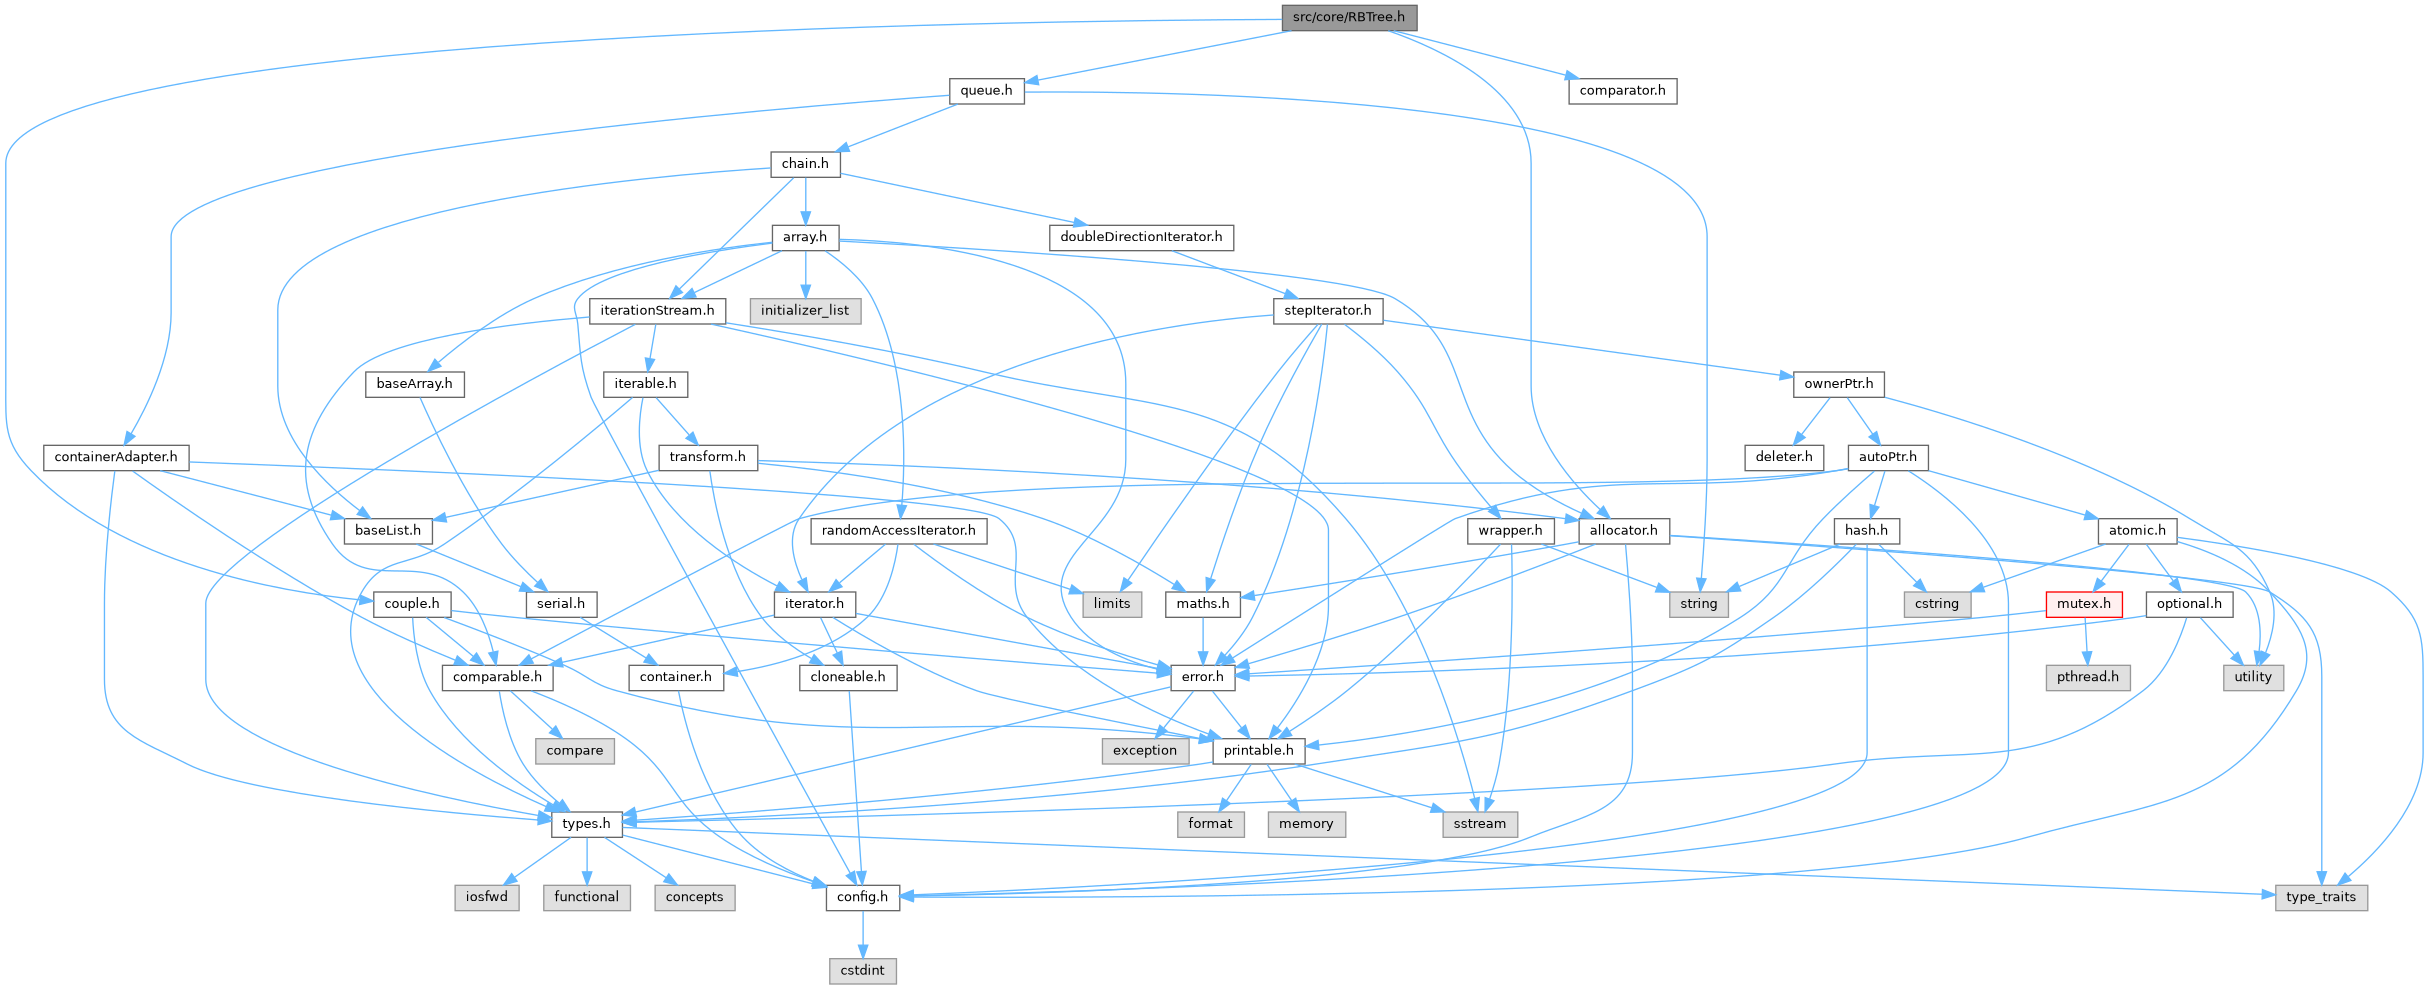 src/core/RBTree.h
queue.h
comparator.h
chain.h
array.h
doubleDirectionIterator.h
iterationStream.h
initializer_list
stepIterator.h
baseArray.h
iterable.h
ownerPtr.h
containerAdapter.h
transform.h
deleter.h
autoPtr.h
baseList.h
randomAccessIterator.h
wrapper.h
allocator.h
hash.h
atomic.h
couple.h
serial.h
iterator.h
limits
maths.h
string
cstring
mutex.h
optional.h
comparable.h
container.h
cloneable.h
error.h
pthread.h
utility
compare
exception
printable.h
types.h
format
memory
sstream
iosfwd
functional
concepts
config.h
type_traits
cstdint